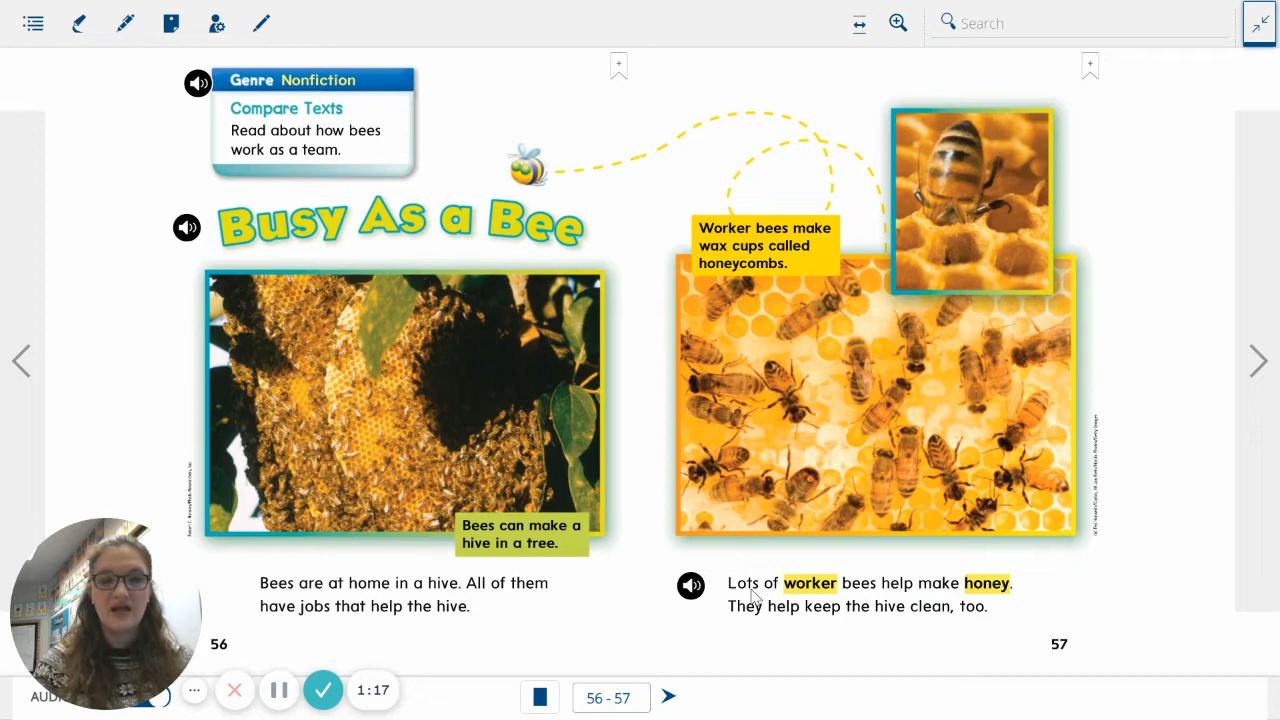 Search
Genre Nonfiction
Compare Texts
Read about how bees
work as a team.
Busy As a Bee
Bees can make a
hive in a tree.
Bees are at home in a hive. All of them
have jobs that help the hive.
56
Worker bees make
wax cups called
honeycombs.
Lots of worker bees help make honey.
They help keep the hive clean, too.
57
1:17
56 - 57